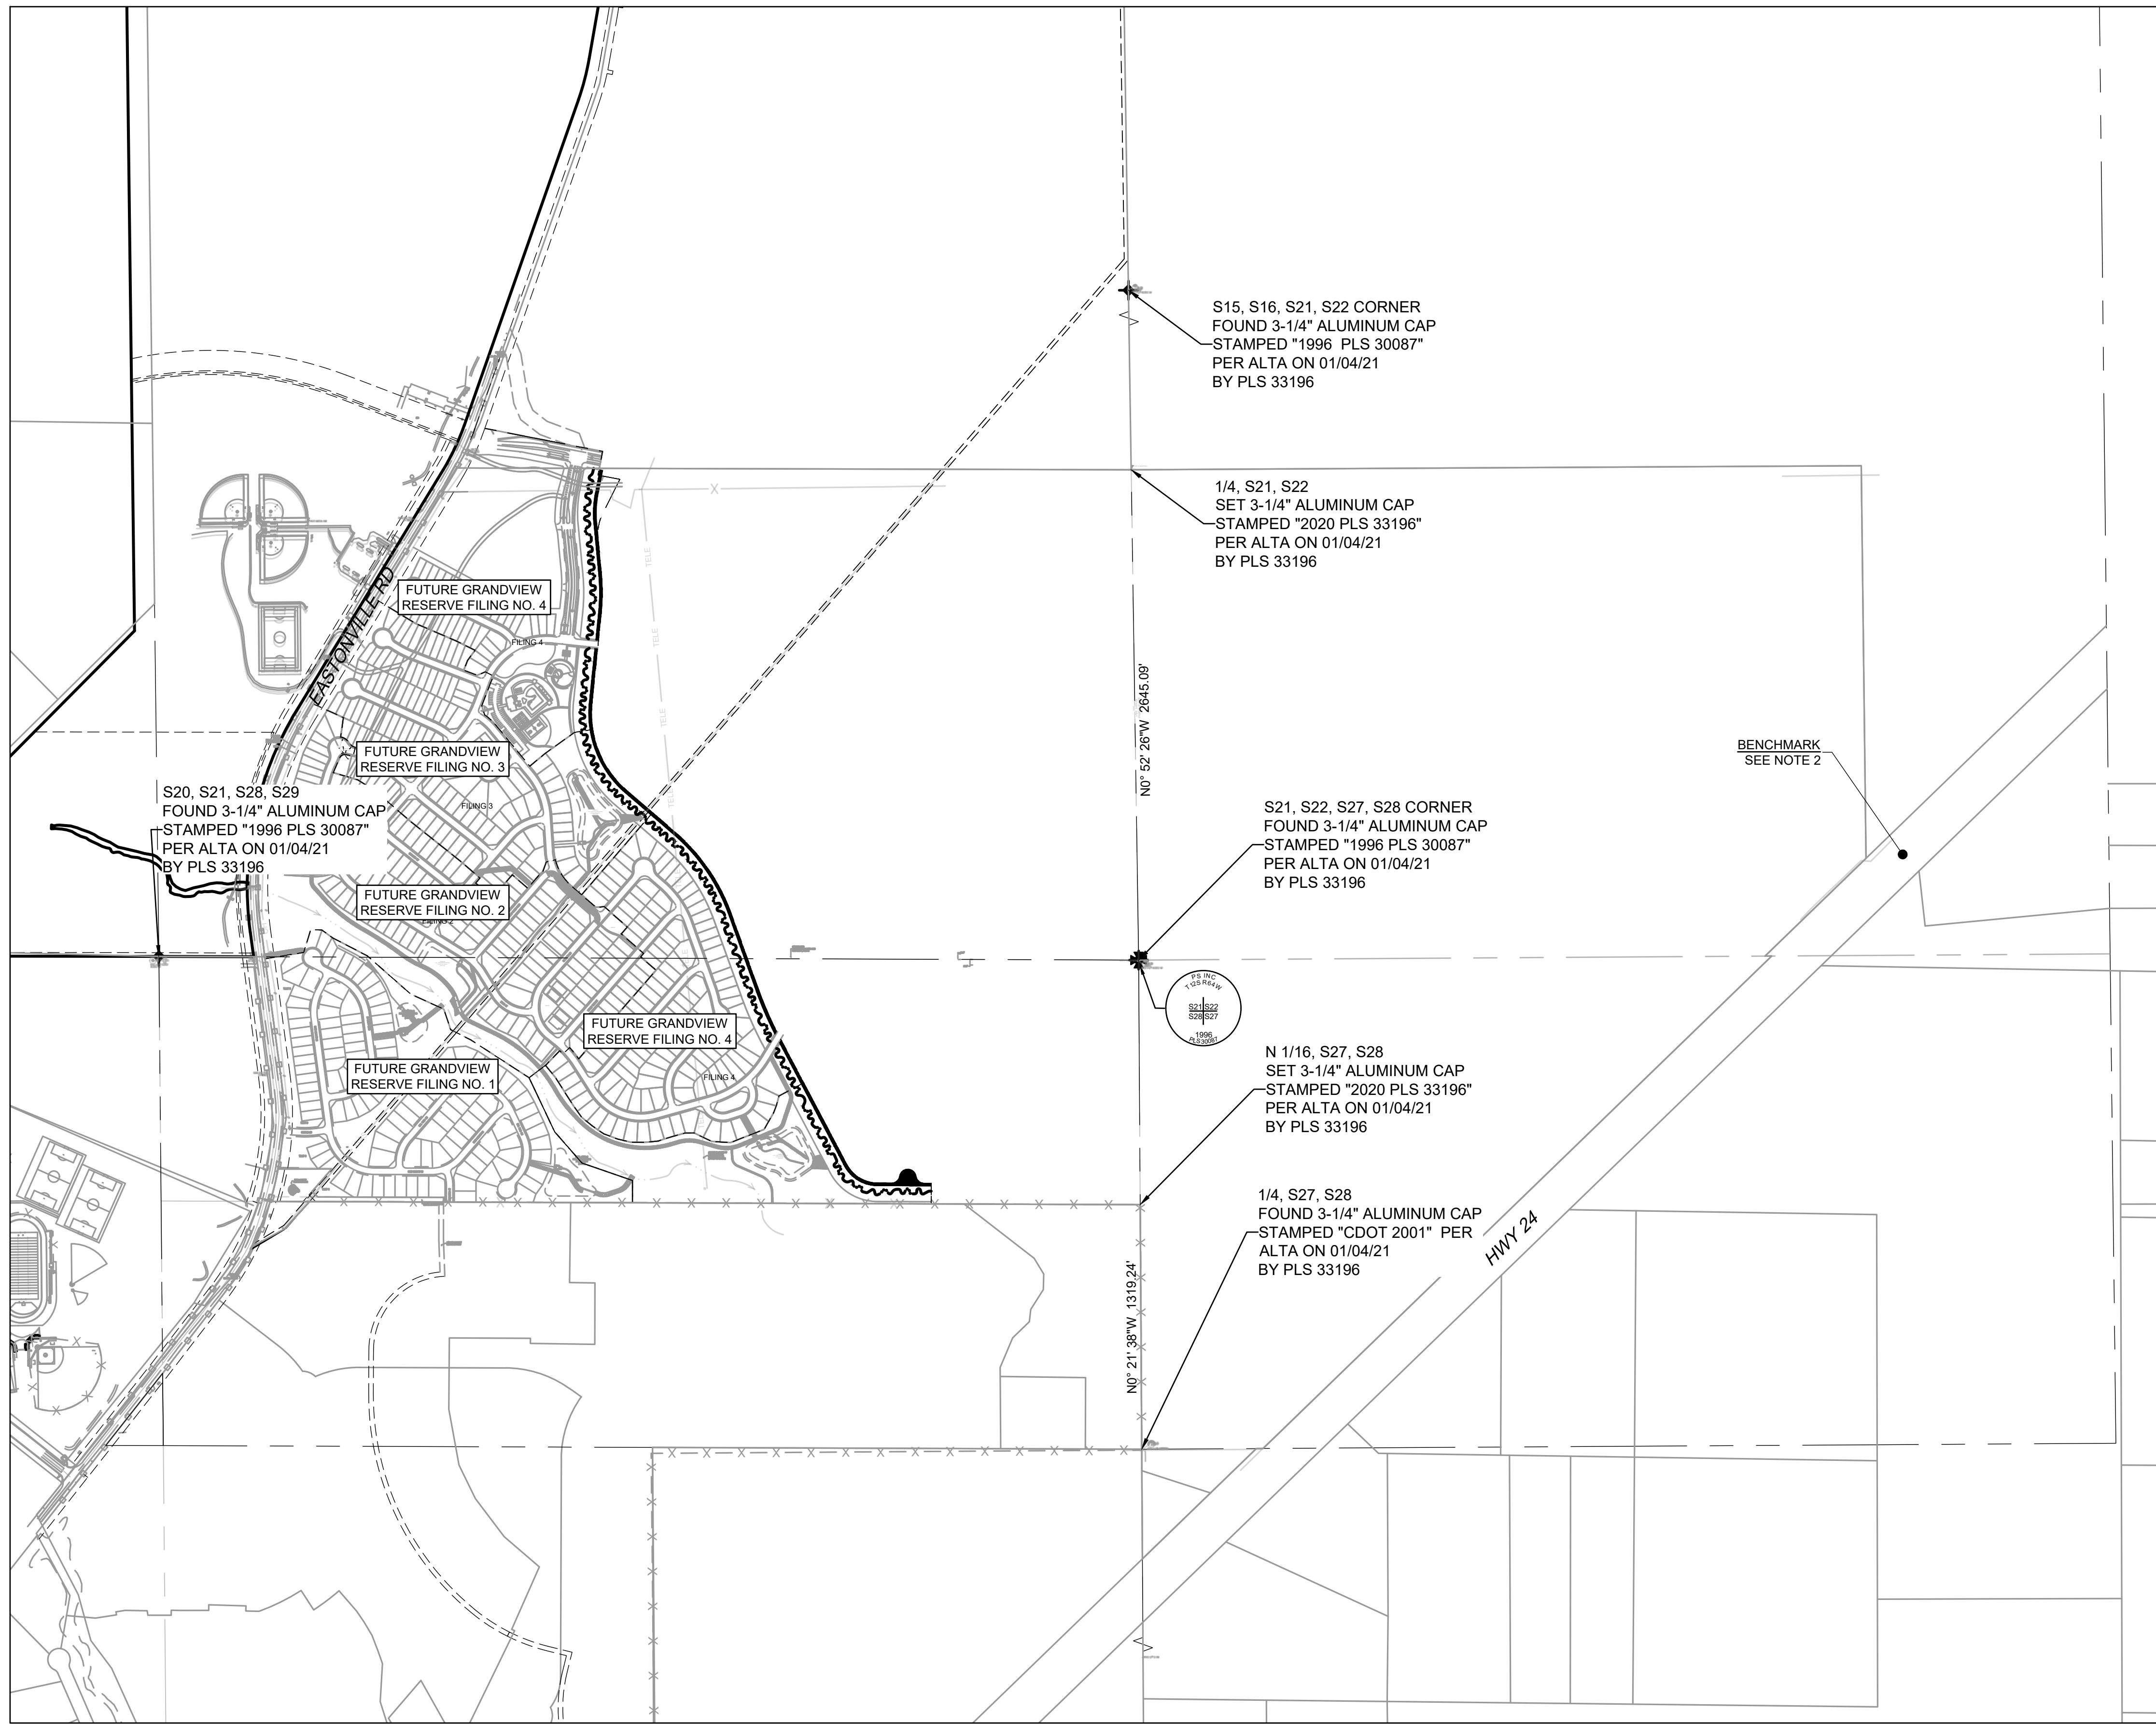 S15, S16, S21, S22 CORNER
FOUND 3-1/4" ALUMINUM CAP
STAMPED "1996 PLS 30087"
PER ALTA ON 01/04/21
BY PLS 33196
1/4, S21, S22
SET 3-1/4" ALUMINUM CAP
STAMPED "2020 PLS 33196"
PER ALTA ON 01/04/21
BY PLS 33196
X
TELE
EASTONVILLE RD
FUTURE GRANDVIEW
RESERVE FILING NO. 4
FILING 4
TELE
TELE
N0° 52' 26"W 2645.09'
FUTURE GRANDVIEW
RESERVE FILING NO. 3
FILING 3
BENCHMARK
SEE NOTE 2
S20, S21, S28, S29
FOUND 3-1/4" ALUMINUM CAP
STAMPED "1996 PLS 30087"
PER ALTA ON 01/04/21
BY PLS 33196
S21, S22, S27, S28 CORNER
FOUND 3-1/4" ALUMINUM CAP
STAMPED "1996 PLS 30087"
PER ALTA ON 01/04/21
BY PLS 33196
FUTURE GRANDVIEW
RESERVE FILING NO. 2
PS INC
T12S R64W
S21 S22
S28 S27
1996
PLS30087
FUTURE GRANDVIEW
RESERVE FILING NO. 4
FILING 4
FUTURE GRANDVIEW
RESERVE FILING NO. 1
N 1/16, S27, S28
SET 3-1/4" ALUMINUM CAP
STAMPED "2020 PLS 33196"
PER ALTA ON 01/04/21
BY PLS 33196
1/4, S27, S28
FOUND 3-1/4" ALUMINUM CAP
STAMPED "CDOT 2001" PER
ALTA ON 01/04/21
BY PLS 33196
HWY 24
N0° 21' 38"W 1319.24'